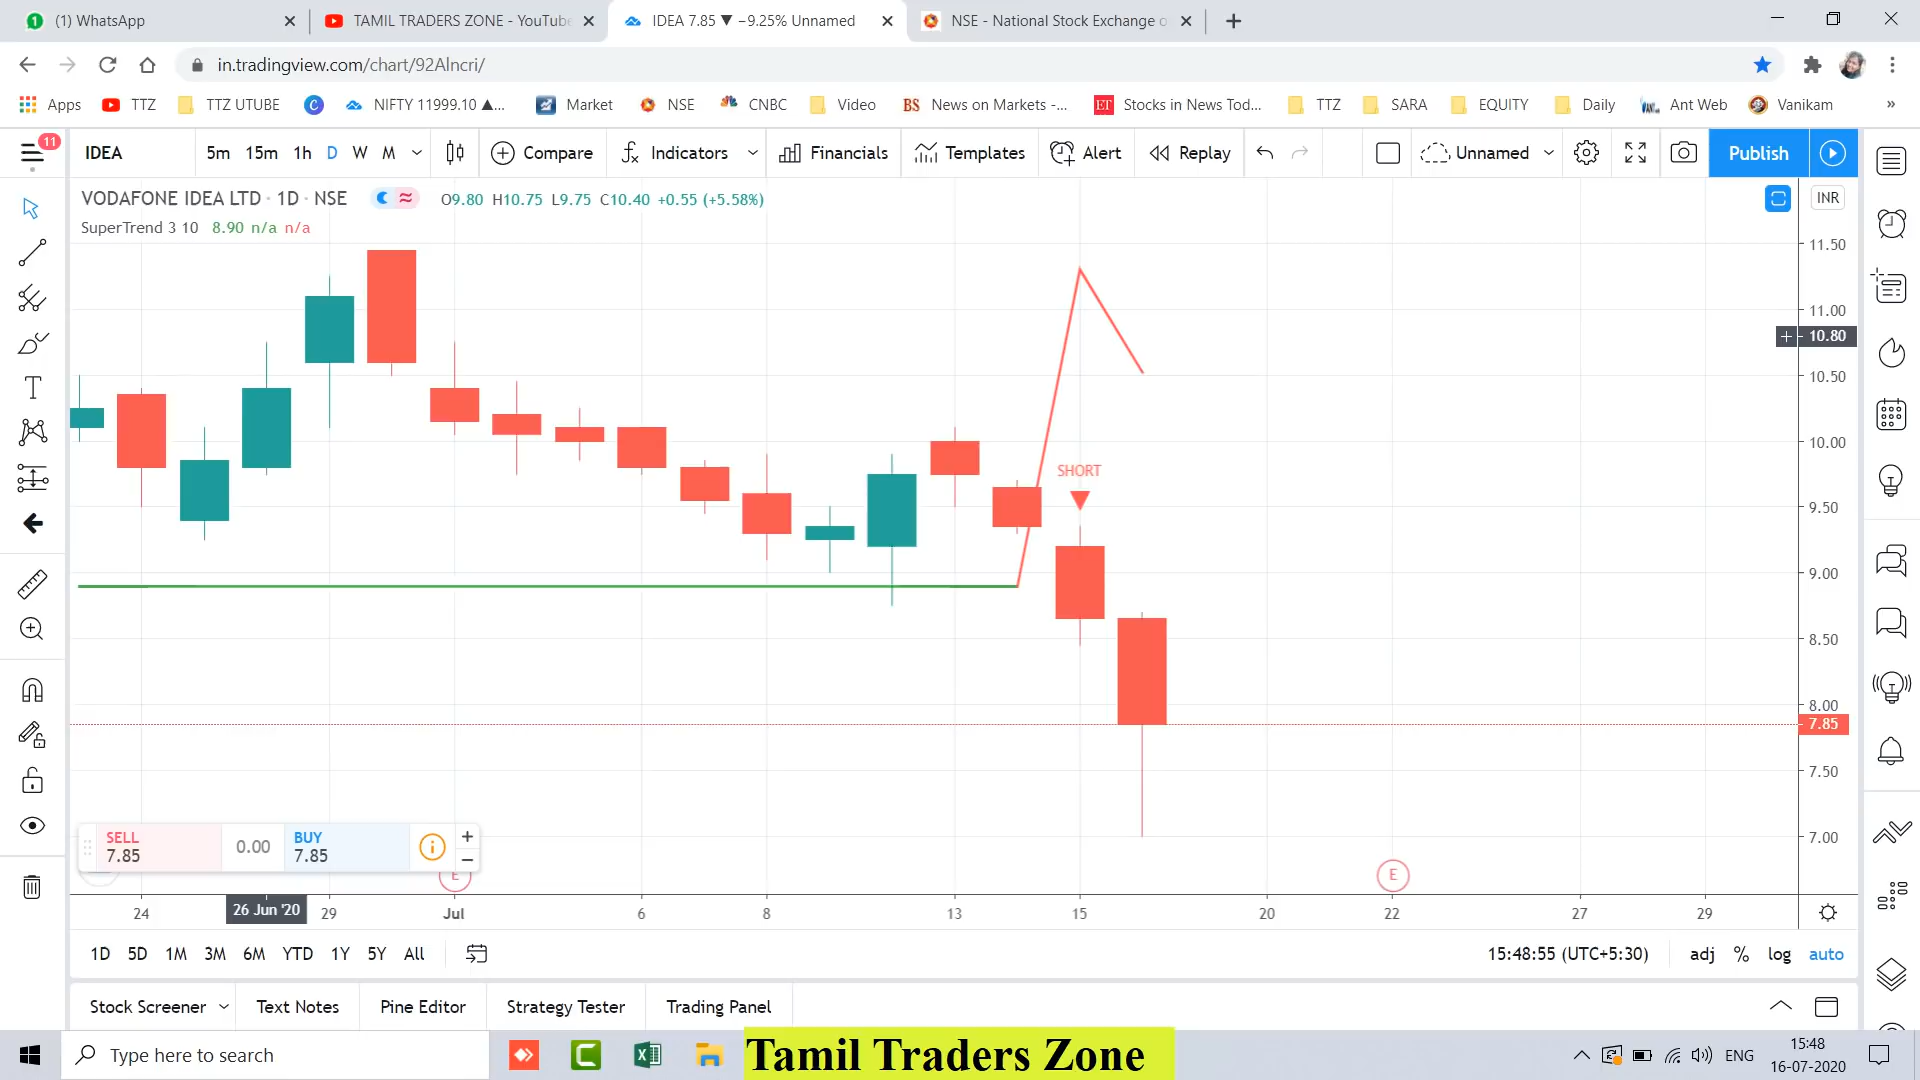 (1) WhatsApp
TAMIL TRADERS ZONE - YouTube
IDEA 7.85 ▼ −9.25% Unnamed
NSE - National Stock Exchange o
in.tradingview.com/chart/92AlncrI/
Apps TTZ TTZ UTUBE NIFTY 11999.10 ▲... Market NSE CNBC Video BS News on Markets -... ET Stocks in News Tod... TTZ SARA EQUITY Daily Ant Web Vanikam »
11 IDEA 5m 15m 1h D W M Compare Indicators Financials Templates Alert Replay Unnamed Publish
VODAFONE IDEA LTD · 1D · NSE O9.80 H10.75 L9.75 C10.40 +0.55 (+5.58%) INR
SuperTrend 3 10 8.90 n/a n/a
11.50
11.00
10.80
10.50
10.00
SHORT
9.50
9.00
8.50
8.00
7.85
7.50
7.00
SELL
7.85
0.00
BUY
7.85
E
E
24 26 Jun '20 29 Jul 6 8 13 15 20 22 27 29
1D 5D 1M 3M 6M YTD 1Y 5Y All 15:48:55 (UTC+5:30) adj % log auto
Stock Screener Text Notes Pine Editor Strategy Tester Trading Panel
Type here to search
Tamil Traders Zone
ENG
15:48
16-07-2020